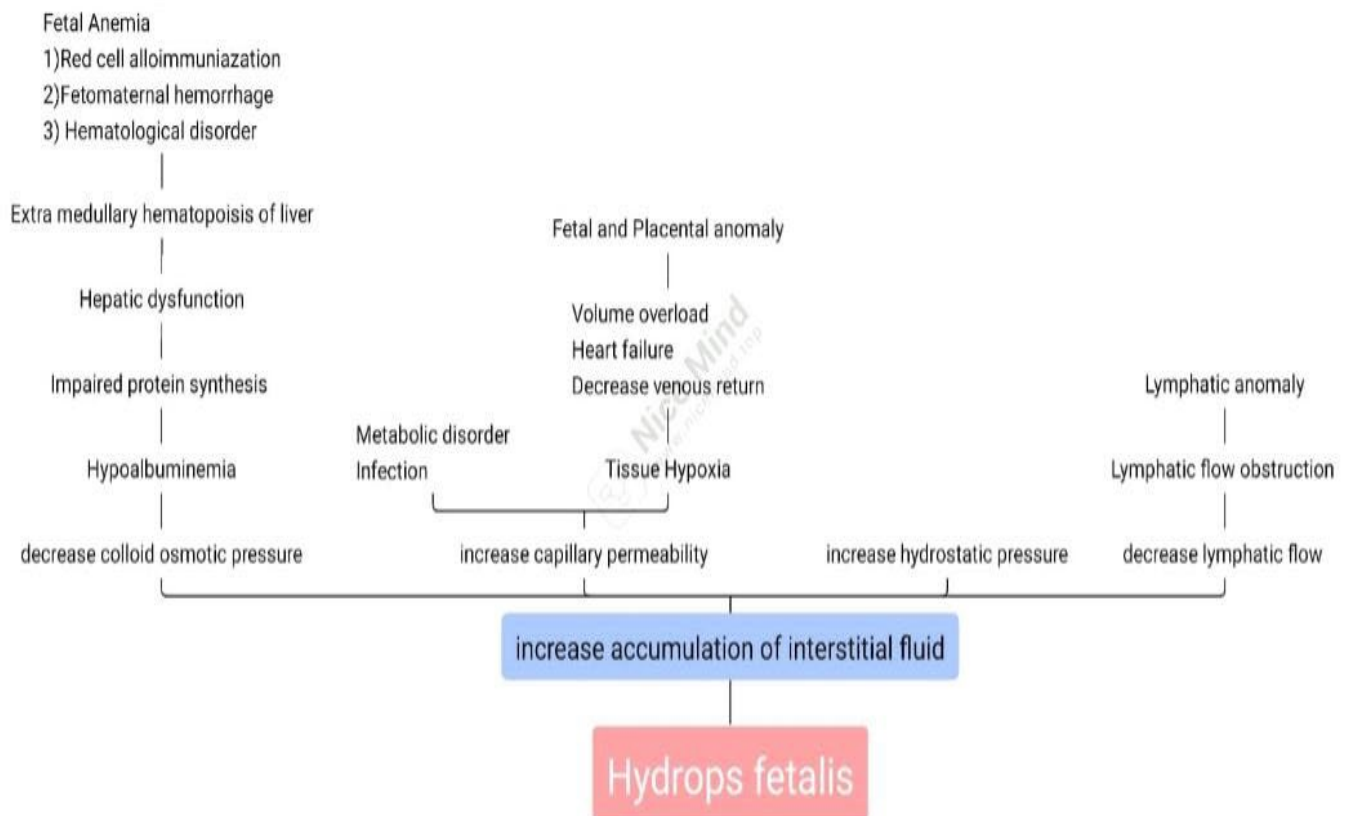 Fetal Anemia
1)Red cell alloimmuniazation
2)Fetomaternal hemorrhage
3) Hematological disorder
Extra medullary hematopoisis of liver
Hepatic dysfunction
Impaired protein synthesis
Hypoalbuminemia
decrease colloid osmotic pressure
Fetal and Placental anomaly
Volume overload
Heart failure
Decrease venous return
Metabolic disorder
Infection
Tissue Hypoxia
increase capillary permeability
increase hydrostatic pressure
Lymphatic anomaly
Lymphatic flow obstruction
decrease lymphatic flow
increase accumulation of interstitial fluid
Hydrops fetalis
Mind